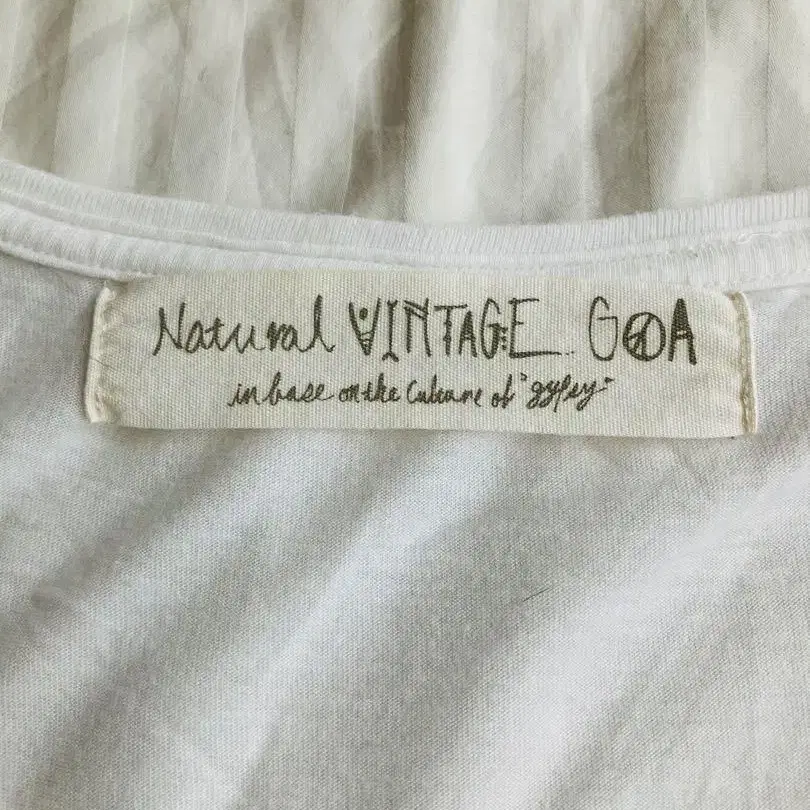 Natural VINTAGE GOA
in base on the Culture of "gypsy"